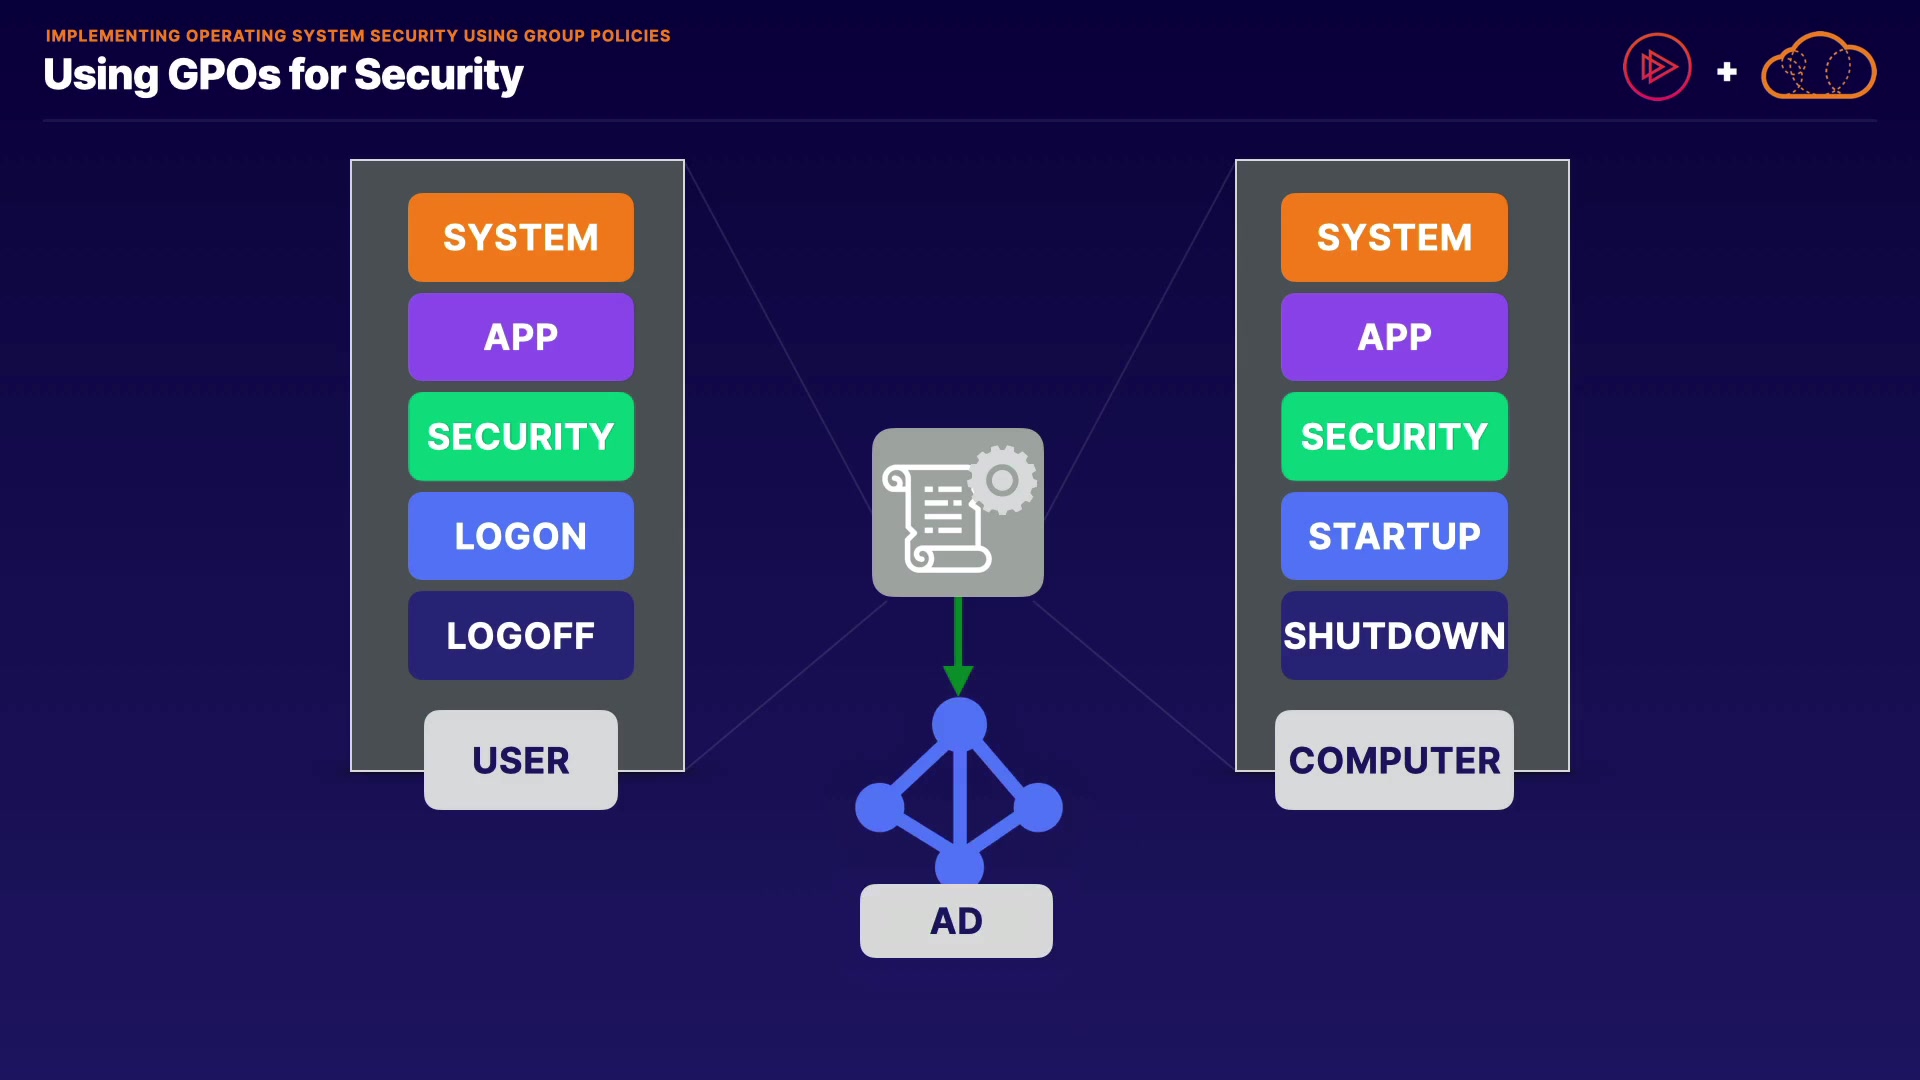 IMPLEMENTING OPERATING SYSTEM SECURITY USING GROUP POLICIES
Using GPOs for Security
SYSTEM
APP
SECURITY
LOGON
LOGOFF
USER
AD
SYSTEM
APP
SECURITY
STARTUP
SHUTDOWN
COMPUTER